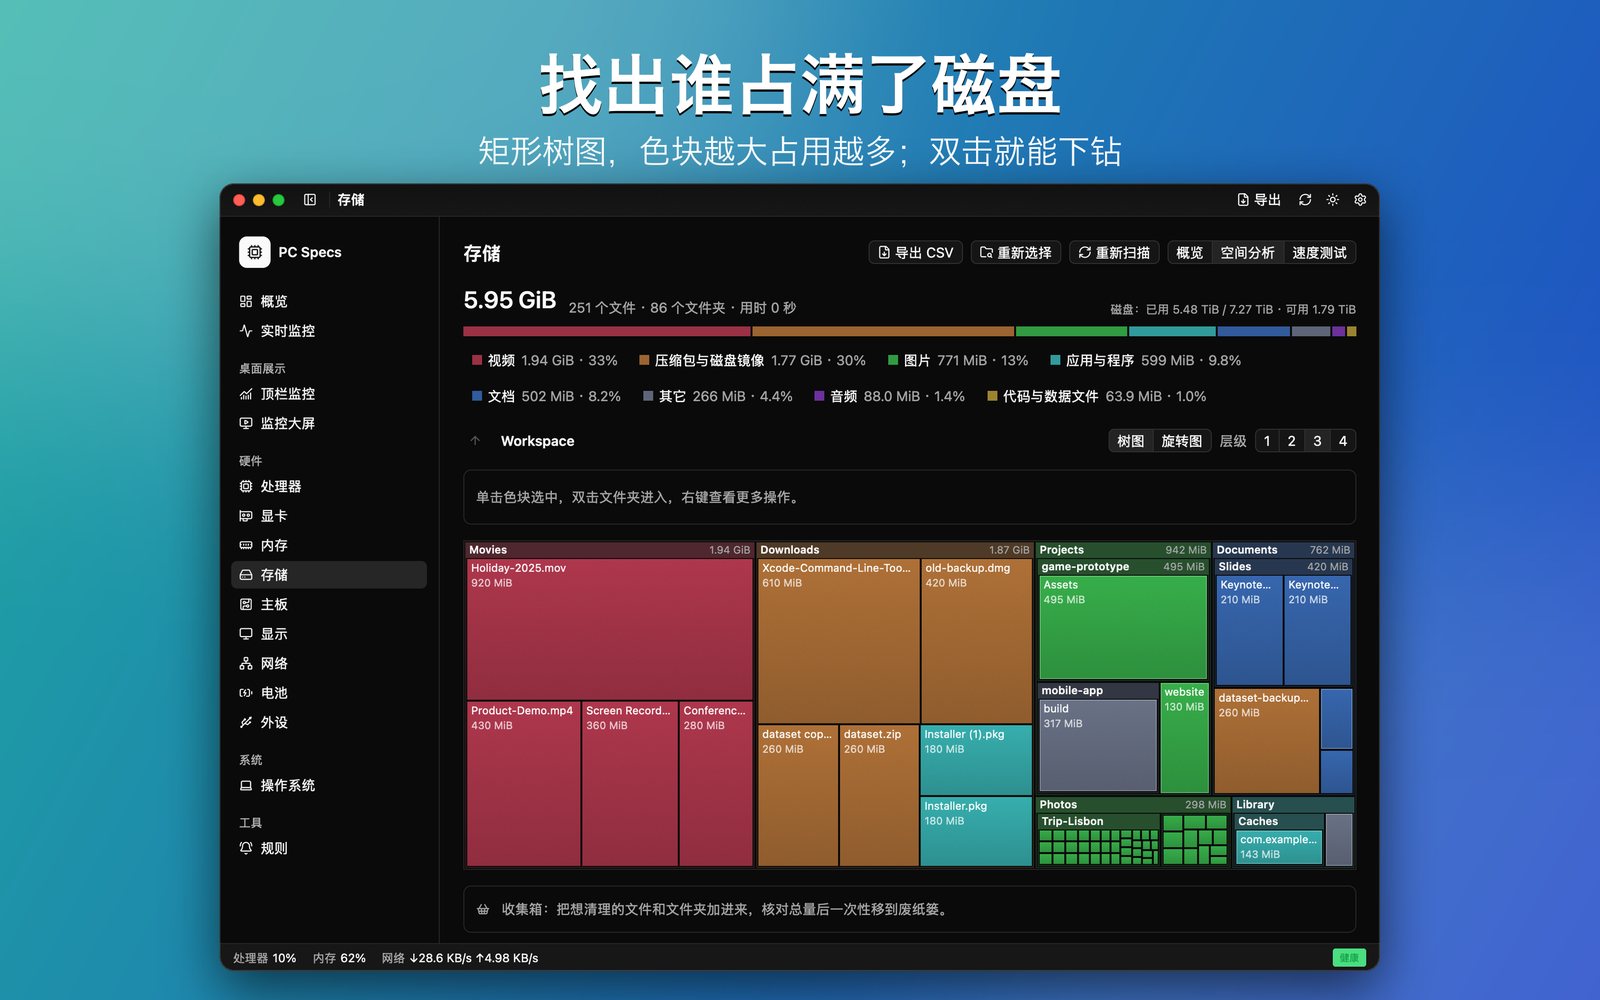 找出谁占满了磁盘
矩形树图，色块越大占用越多；双击就能下钻
存储
导出
PC Specs
概览
实时监控
桌面展示
顶栏监控
监控大屏
硬件
处理器
显卡
内存
存储
主板
显示
网络
电池
外设
系统
操作系统
工具
规则
存储
导出 CSV 重新选择 重新扫描 概览 空间分析 速度测试
5.95 GiB 251 个文件 · 86 个文件夹 · 用时 0 秒
磁盘：已用 5.48 TiB / 7.27 TiB · 可用 1.79 TiB
视频 1.94 GiB · 33% 压缩包与磁盘镜像 1.77 GiB · 30% 图片 771 MiB · 13% 应用与程序 599 MiB · 9.8%
文档 502 MiB · 8.2% 其它 266 MiB · 4.4% 音频 88.0 MiB · 1.4% 代码与数据文件 63.9 MiB · 1.0%
Workspace
树图 旋转图 层级 1 2 3 4
单击色块选中，双击文件夹进入，右键查看更多操作。
Movies 1.94 GiB
Holiday-2025.mov
920 MiB
Product-Demo.mp4
430 MiB
Screen Record...
360 MiB
Conferenc...
280 MiB
Downloads 1.87 GiB
Xcode-Command-Line-Too...
610 MiB
old-backup.dmg
420 MiB
dataset cop...
260 MiB
dataset.zip
260 MiB
Installer (1).pkg
180 MiB
Installer.pkg
180 MiB
Projects 942 MiB
game-prototype 495 MiB
Assets
495 MiB
mobile-app
build
317 MiB
website
130 MiB
Documents 762 MiB
Slides 420 MiB
Keynote...
210 MiB
Keynote...
210 MiB
dataset-backup...
260 MiB
Photos 298 MiB
Trip-Lisbon
Library
Caches
com.example...
143 MiB
收集箱：把想清理的文件和文件夹加进来，核对总量后一次性移到废纸篓。
处理器 10% 内存 62% 网络 ↓28.6 KB/s ↑4.98 KB/s
健康